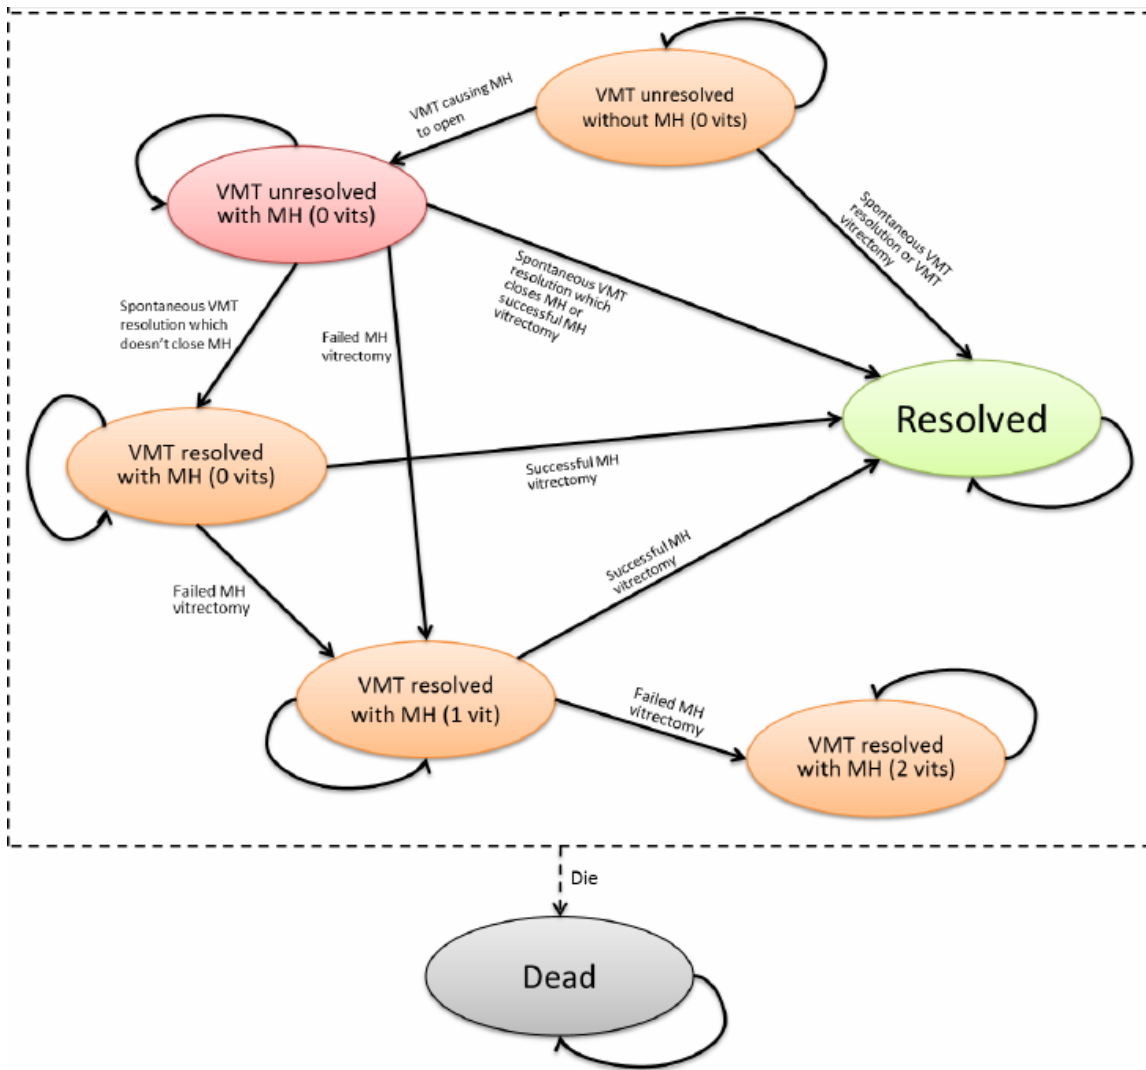 VMT unresolved
without MH (0 vits)
VMT causing MH
to open
VMT unresolved
with MH (0 vits)
Spontaneous VMT
resolution or VMT
vitrectomy
Spontaneous VMT
resolution which
closes MH or
successful MH
vitrectomy
Spontaneous VMT
resolution which
doesn't close MH
Failed MH
vitrectomy
Resolved
VMT resolved
with MH (0 vits)
Successful MH
vitrectomy
Failed MH
vitrectomy
Successful MH
vitrectomy
VMT resolved
with MH (1 vit)
Failed MH
vitrectomy
VMT resolved
with MH (2 vits)
Die
Dead